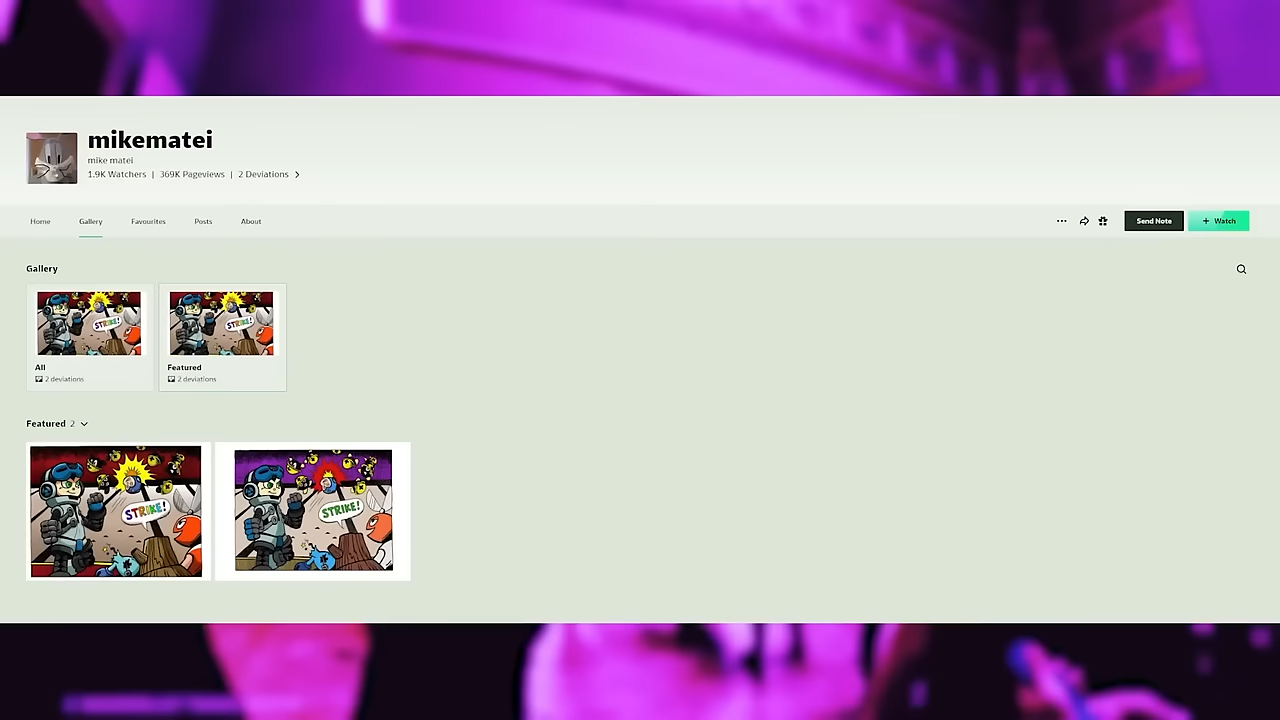 mikematei
mike matei
1.9K Watchers | 369K Pageviews | 2 Deviations
Home Gallery Favourites Posts About
Send Note + Watch
Gallery
STRIKE! STRIKE!
All Featured
2 deviations 2 deviations
Featured 2
STRIKE! STRIKE!